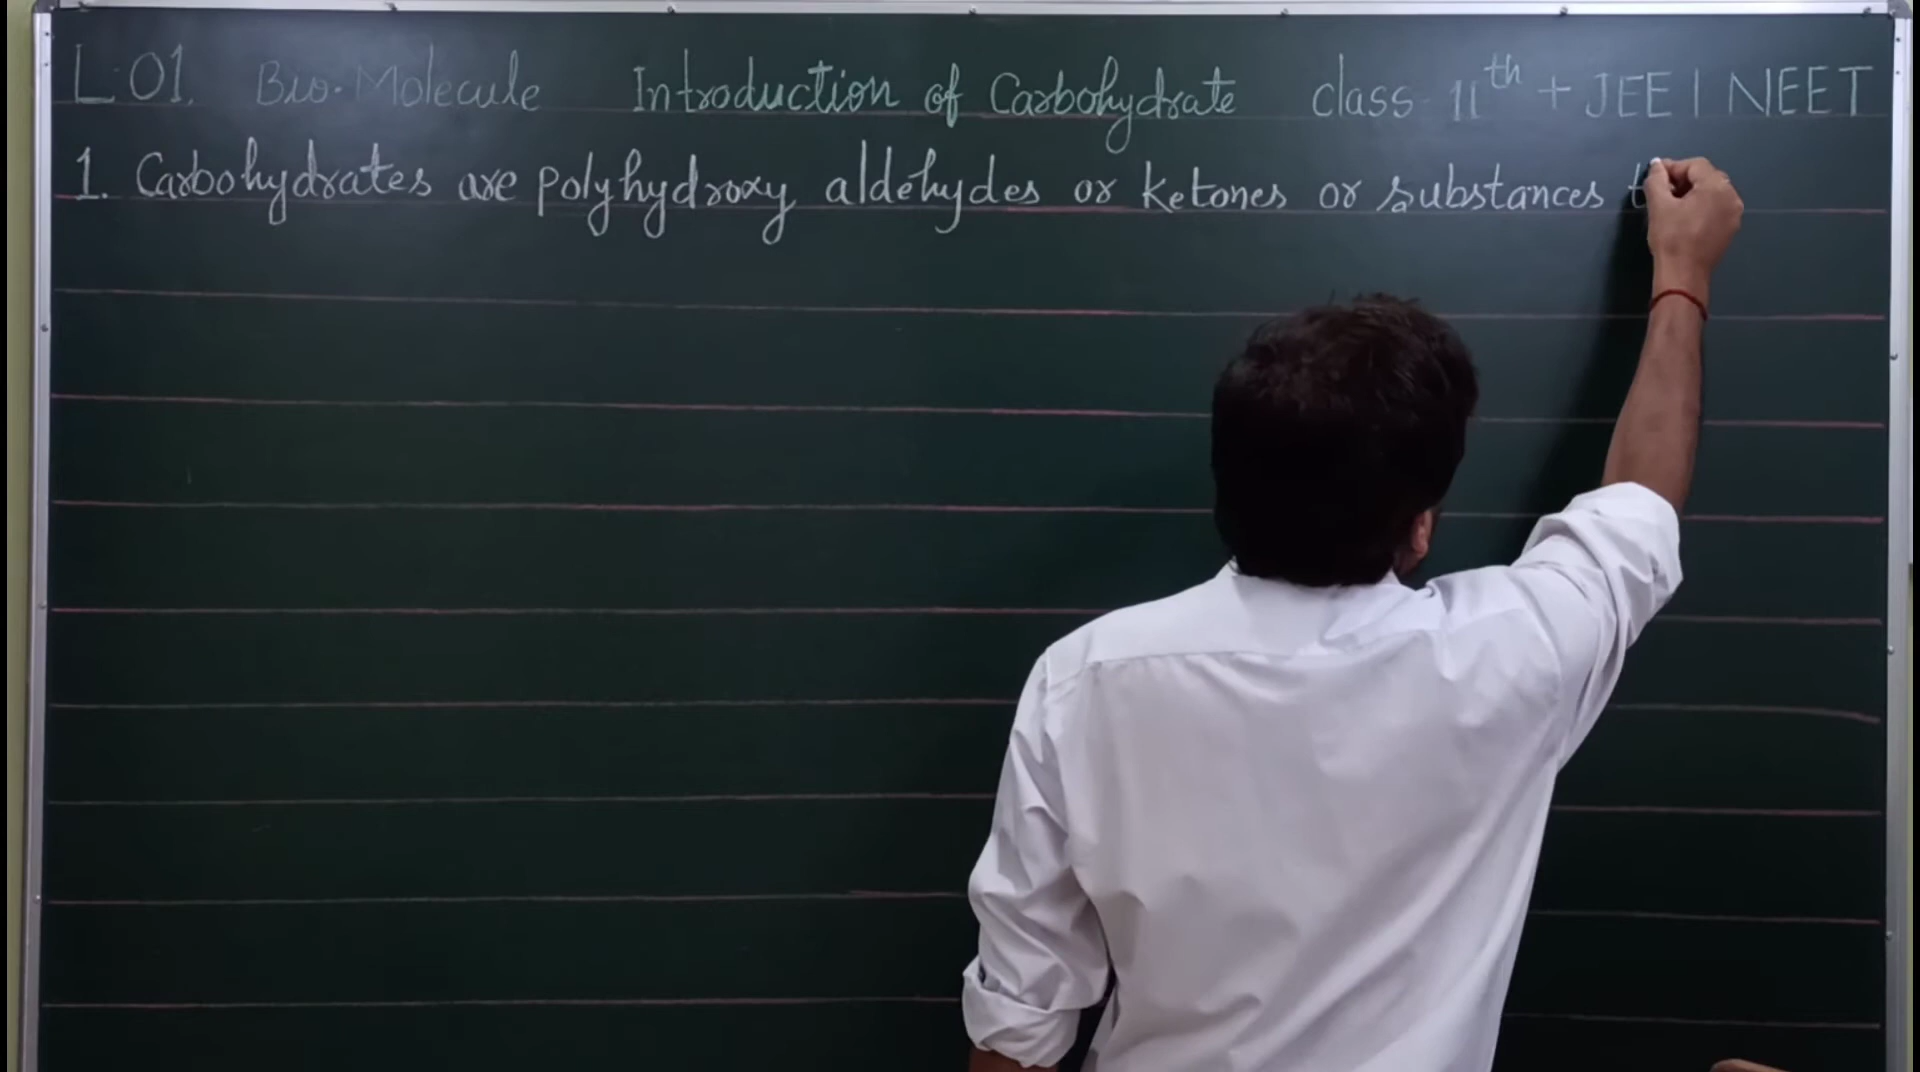 L-01. Bio-Molecule Introduction of Carbohydrate class 11th + JEE | NEET
1. Carbohydrates are polyhydroxy aldehydes or ketones or substances t